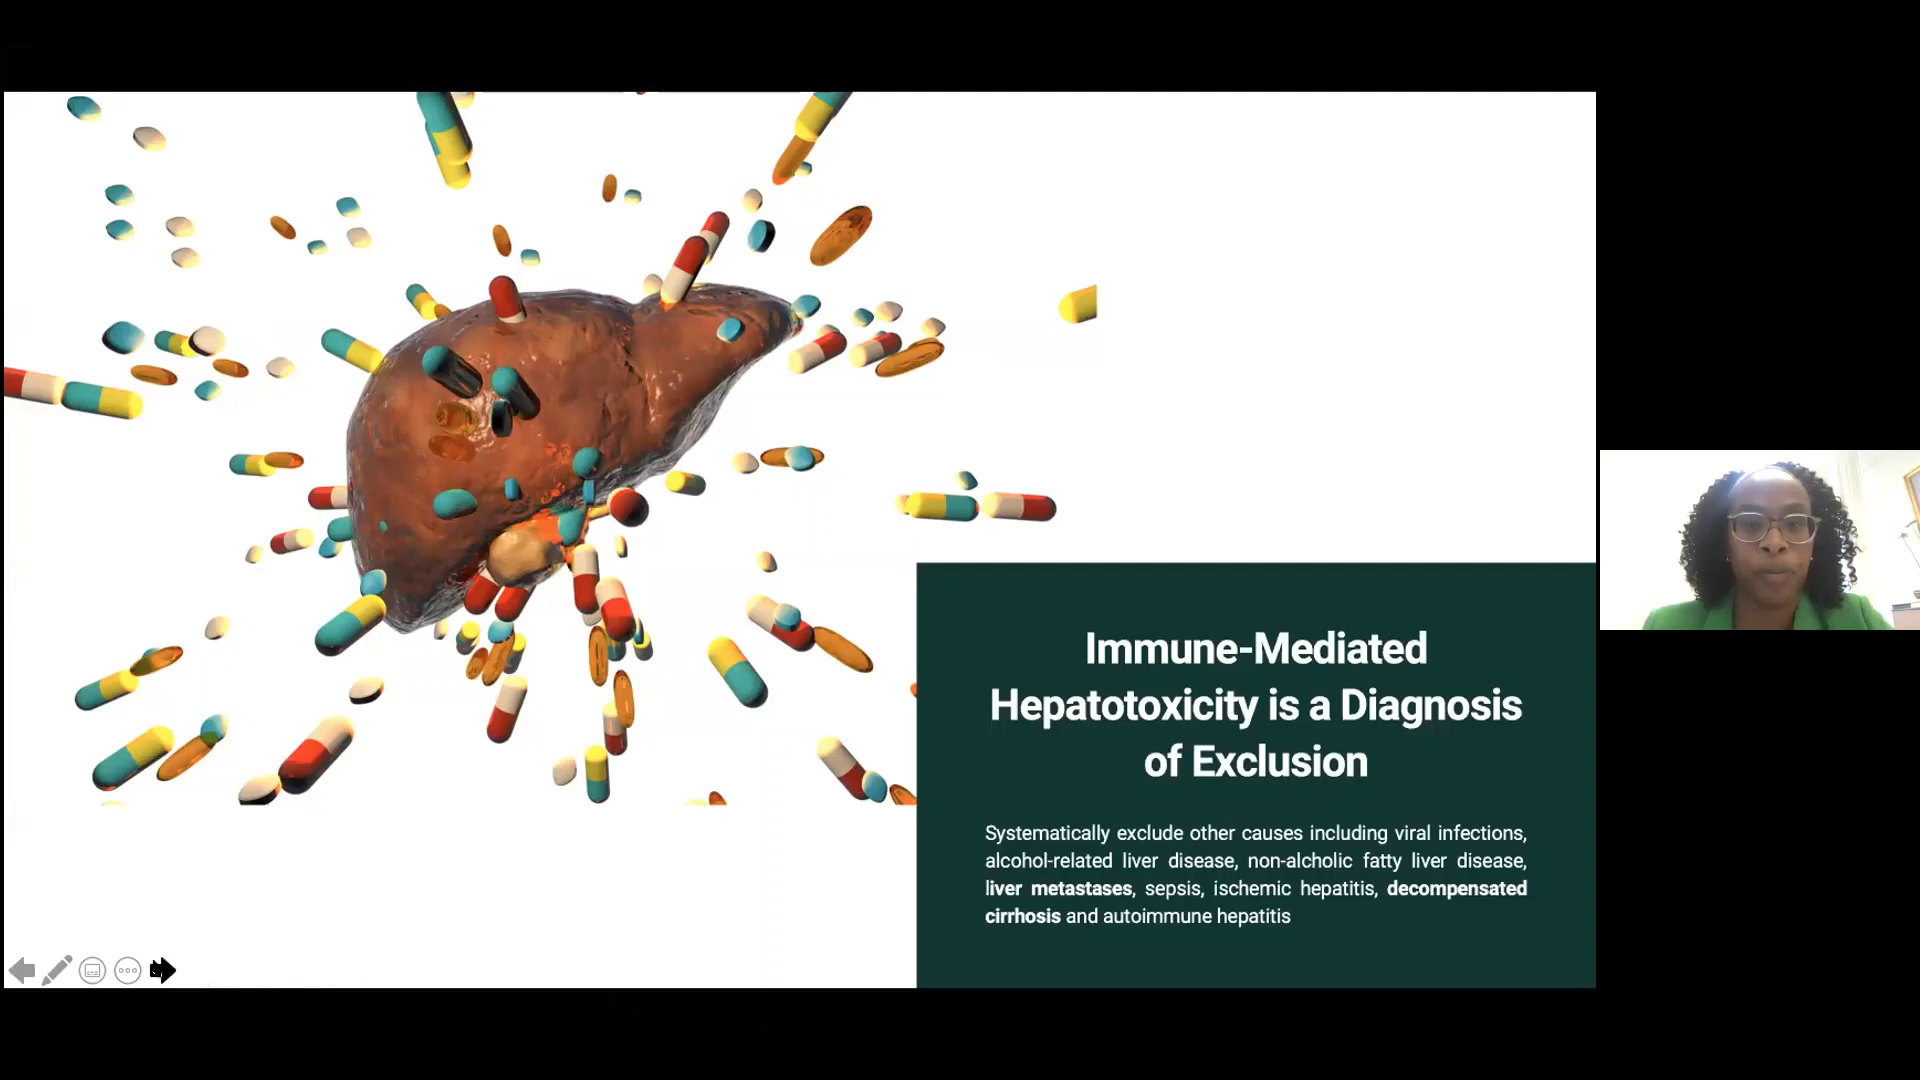 Immune-Mediated
Hepatotoxicity is a Diagnosis
of Exclusion
Systematically exclude other causes including viral infections,
alcohol-related liver disease, non-alcholic fatty liver disease,
liver metastases, sepsis, ischemic hepatitis, decompensated
cirrhosis and autoimmune hepatitis